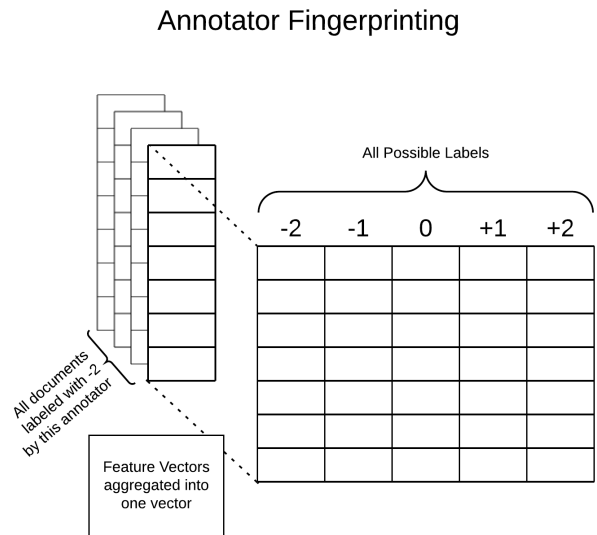 Annotator Fingerprinting
All Possible Labels
-2 -1 0 +1 +2
All documents
labeled with -2
by this annotator
Feature Vectors
aggregated into
one vector